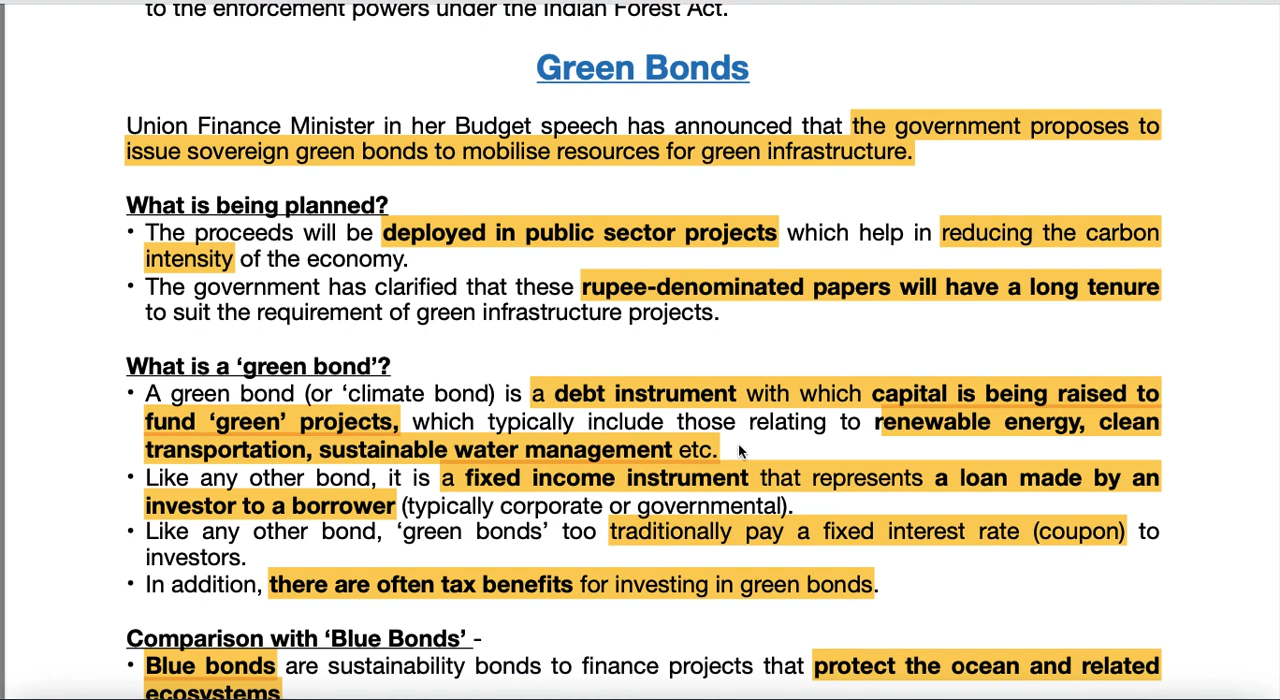 to the enforcement powers under the Indian Forest Act.
Green Bonds
Union Finance Minister in her Budget speech has announced that the government proposes to
issue sovereign green bonds to mobilise resources for green infrastructure.
What is being planned?
• The proceeds will be deployed in public sector projects which help in reducing the carbon
intensity of the economy.
• The government has clarified that these rupee-denominated papers will have a long tenure
to suit the requirement of green infrastructure projects.
What is a ‘green bond’?
• A green bond (or ‘climate bond) is a debt instrument with which capital is being raised to
fund ‘green’ projects, which typically include those relating to renewable energy, clean
transportation, sustainable water management etc.
• Like any other bond, it is a fixed income instrument that represents a loan made by an
investor to a borrower (typically corporate or governmental).
• Like any other bond, ‘green bonds’ too traditionally pay a fixed interest rate (coupon) to
investors.
• In addition, there are often tax benefits for investing in green bonds.
Comparison with ‘Blue Bonds’ -
• Blue bonds are sustainability bonds to finance projects that protect the ocean and related
ecosystems